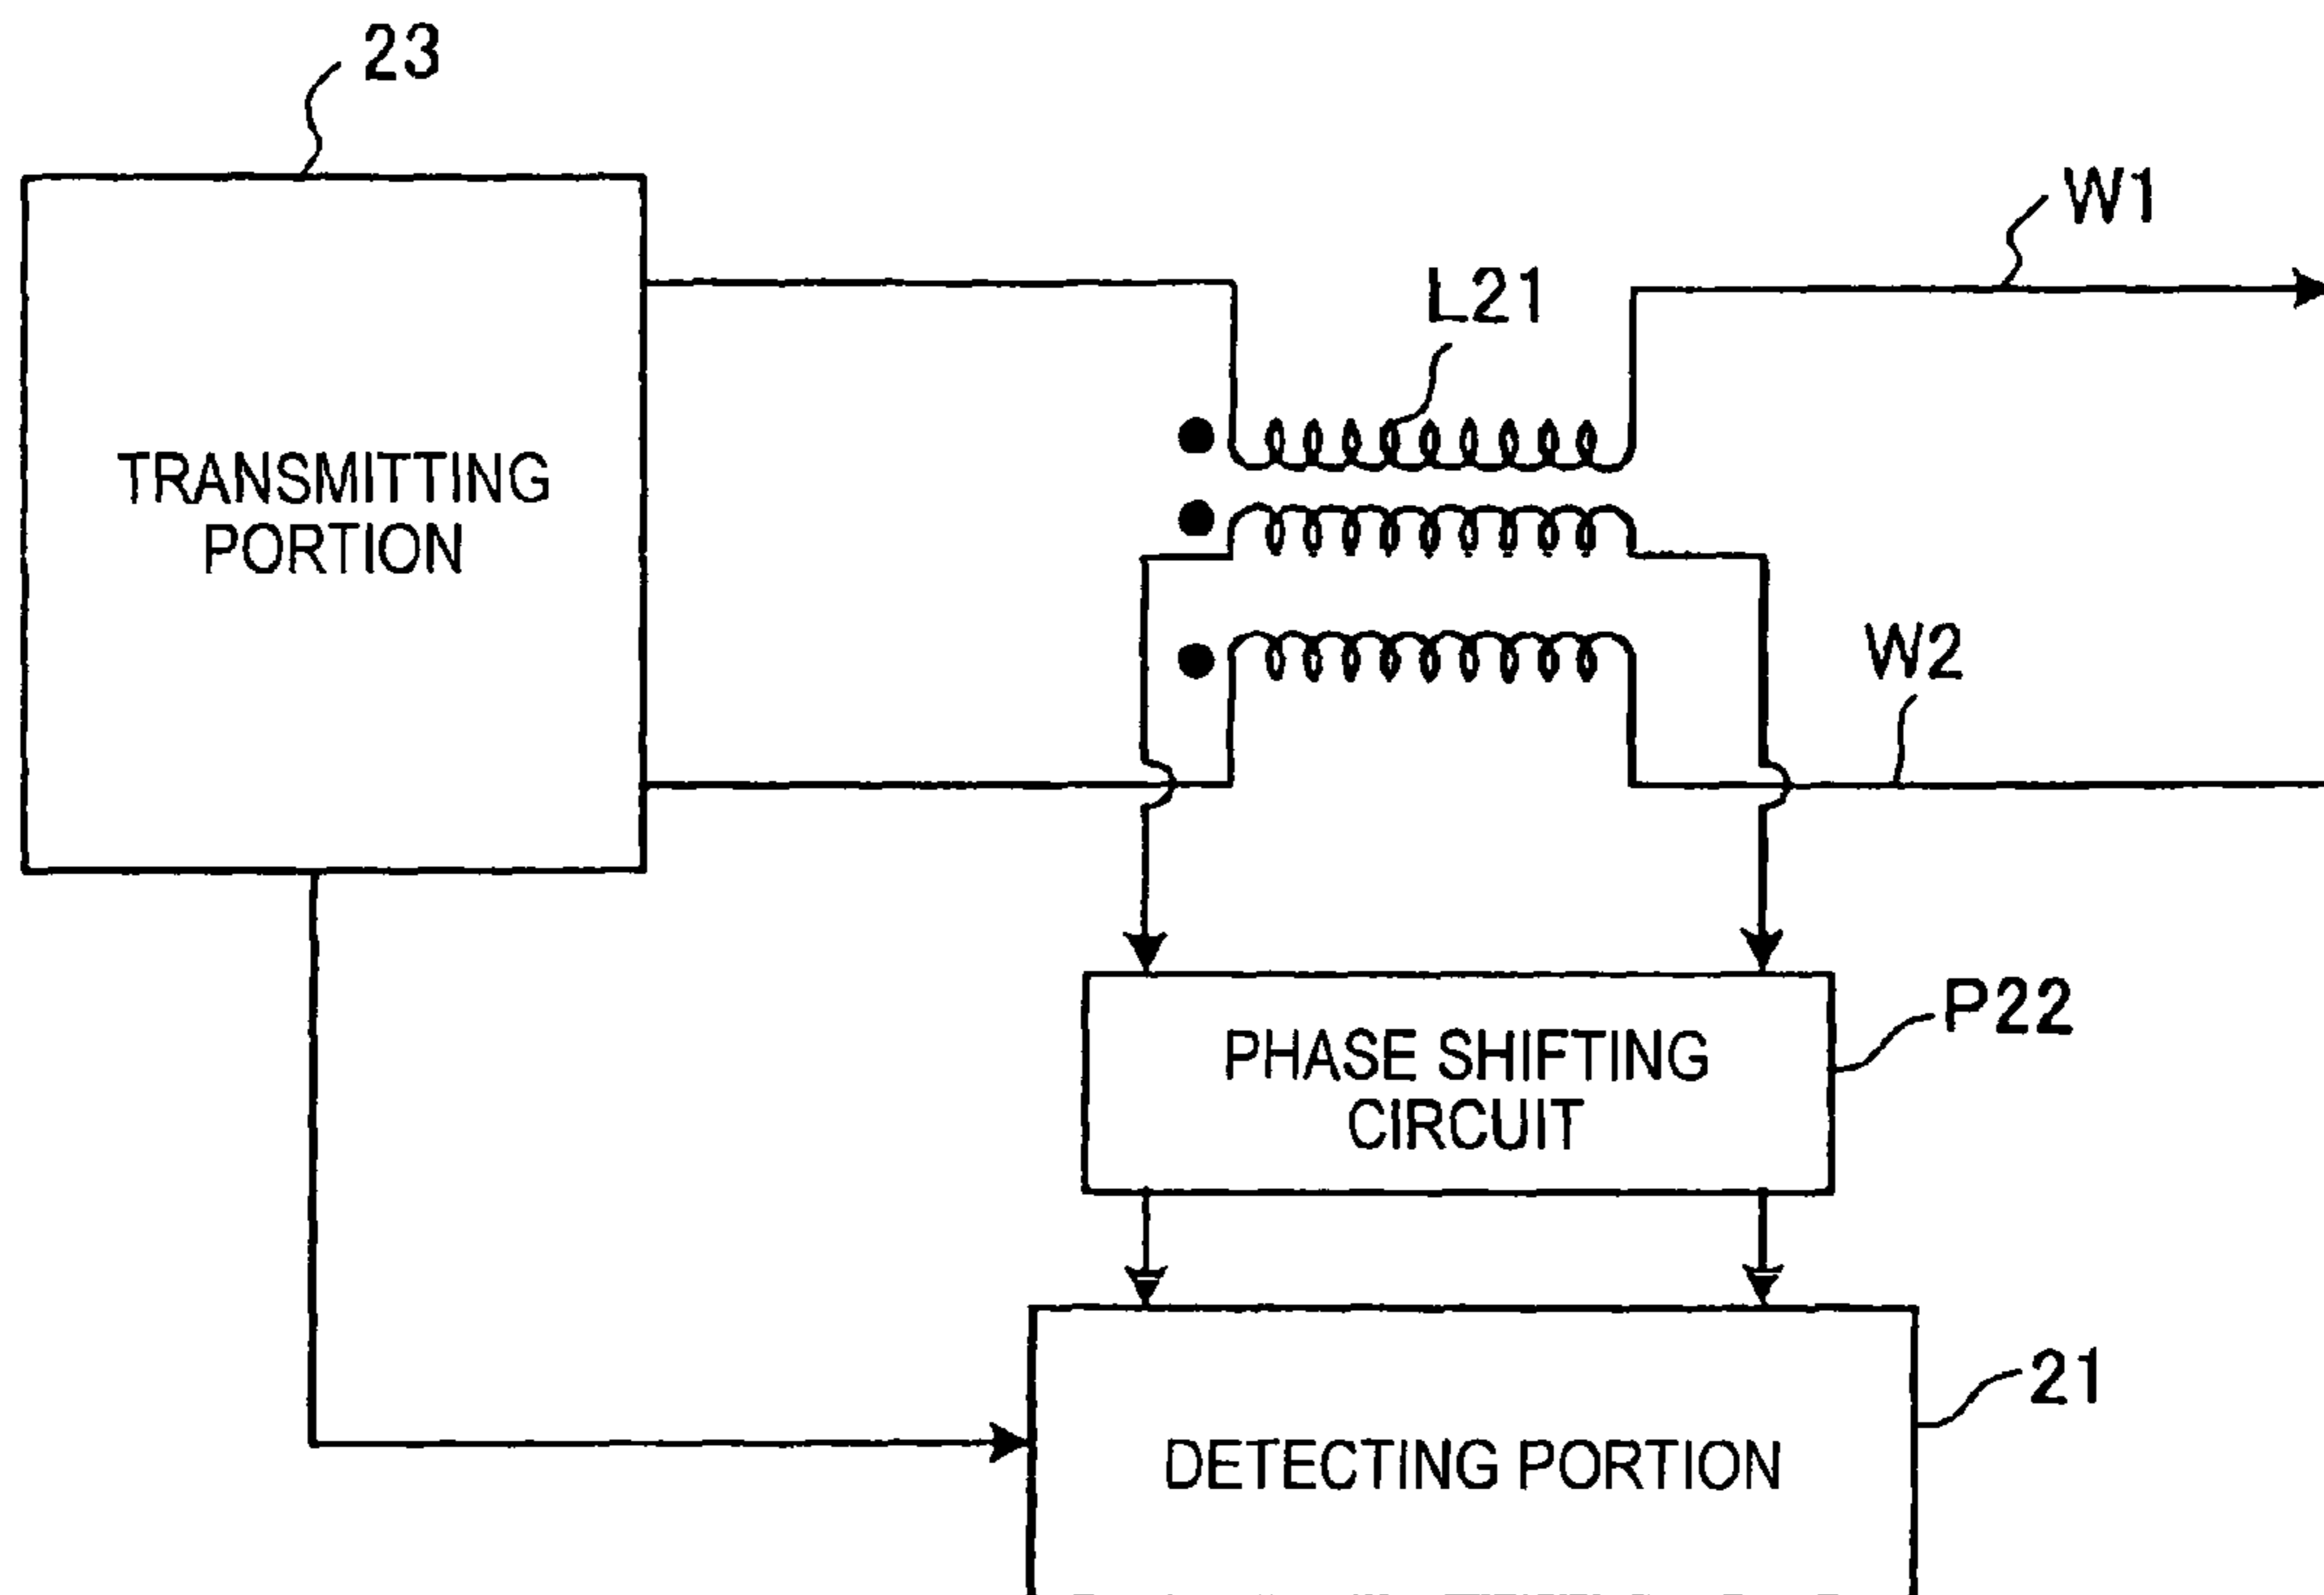 23
W1
L21
TRANSMITTING
PORTION
W2
P22
PHASE SHIFTING
CIRCUIT
21
DETECTING PORTION